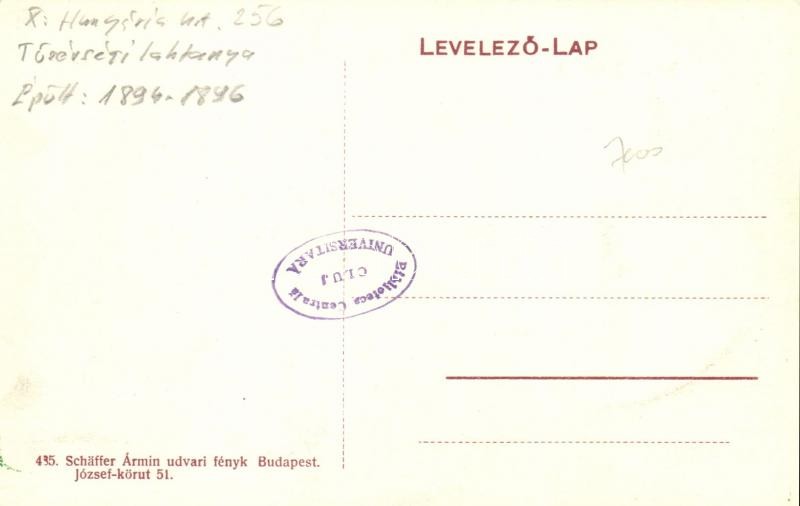 X: Hungária krt. 256
Tüzérségi laktanya
Épült: 1894-1896
LEVELEZŐ-LAP
Biblioteca Centrală
CLUJ
UNIVERSITARA
435. Schäffer Ármin udvari fényk Budapest.
József-körut 51.